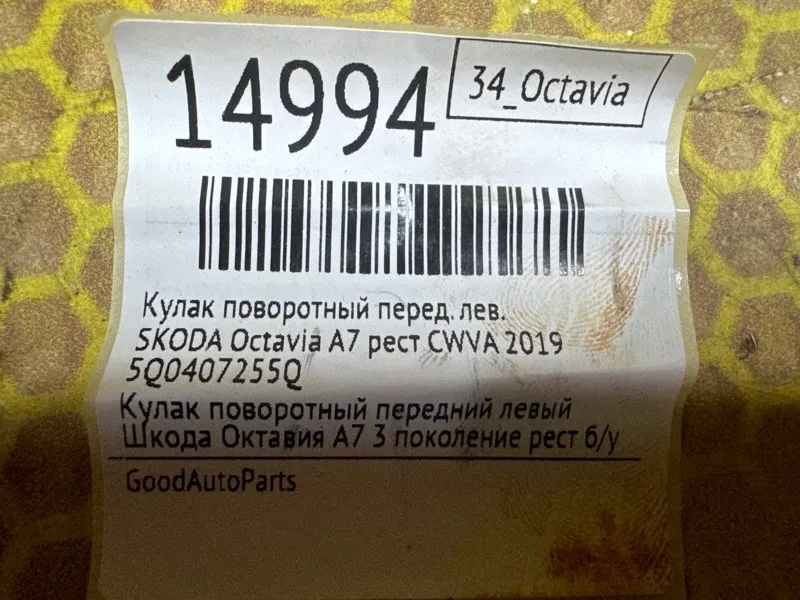 14994
34_Octavia
Кулак поворотный перед. лев.
SKODA Octavia A7 рест CWVA 2019
5Q0407255Q
Кулак поворотный передний левый
Шкода Октавия А7 3 поколение рест б/у
GoodAutoParts